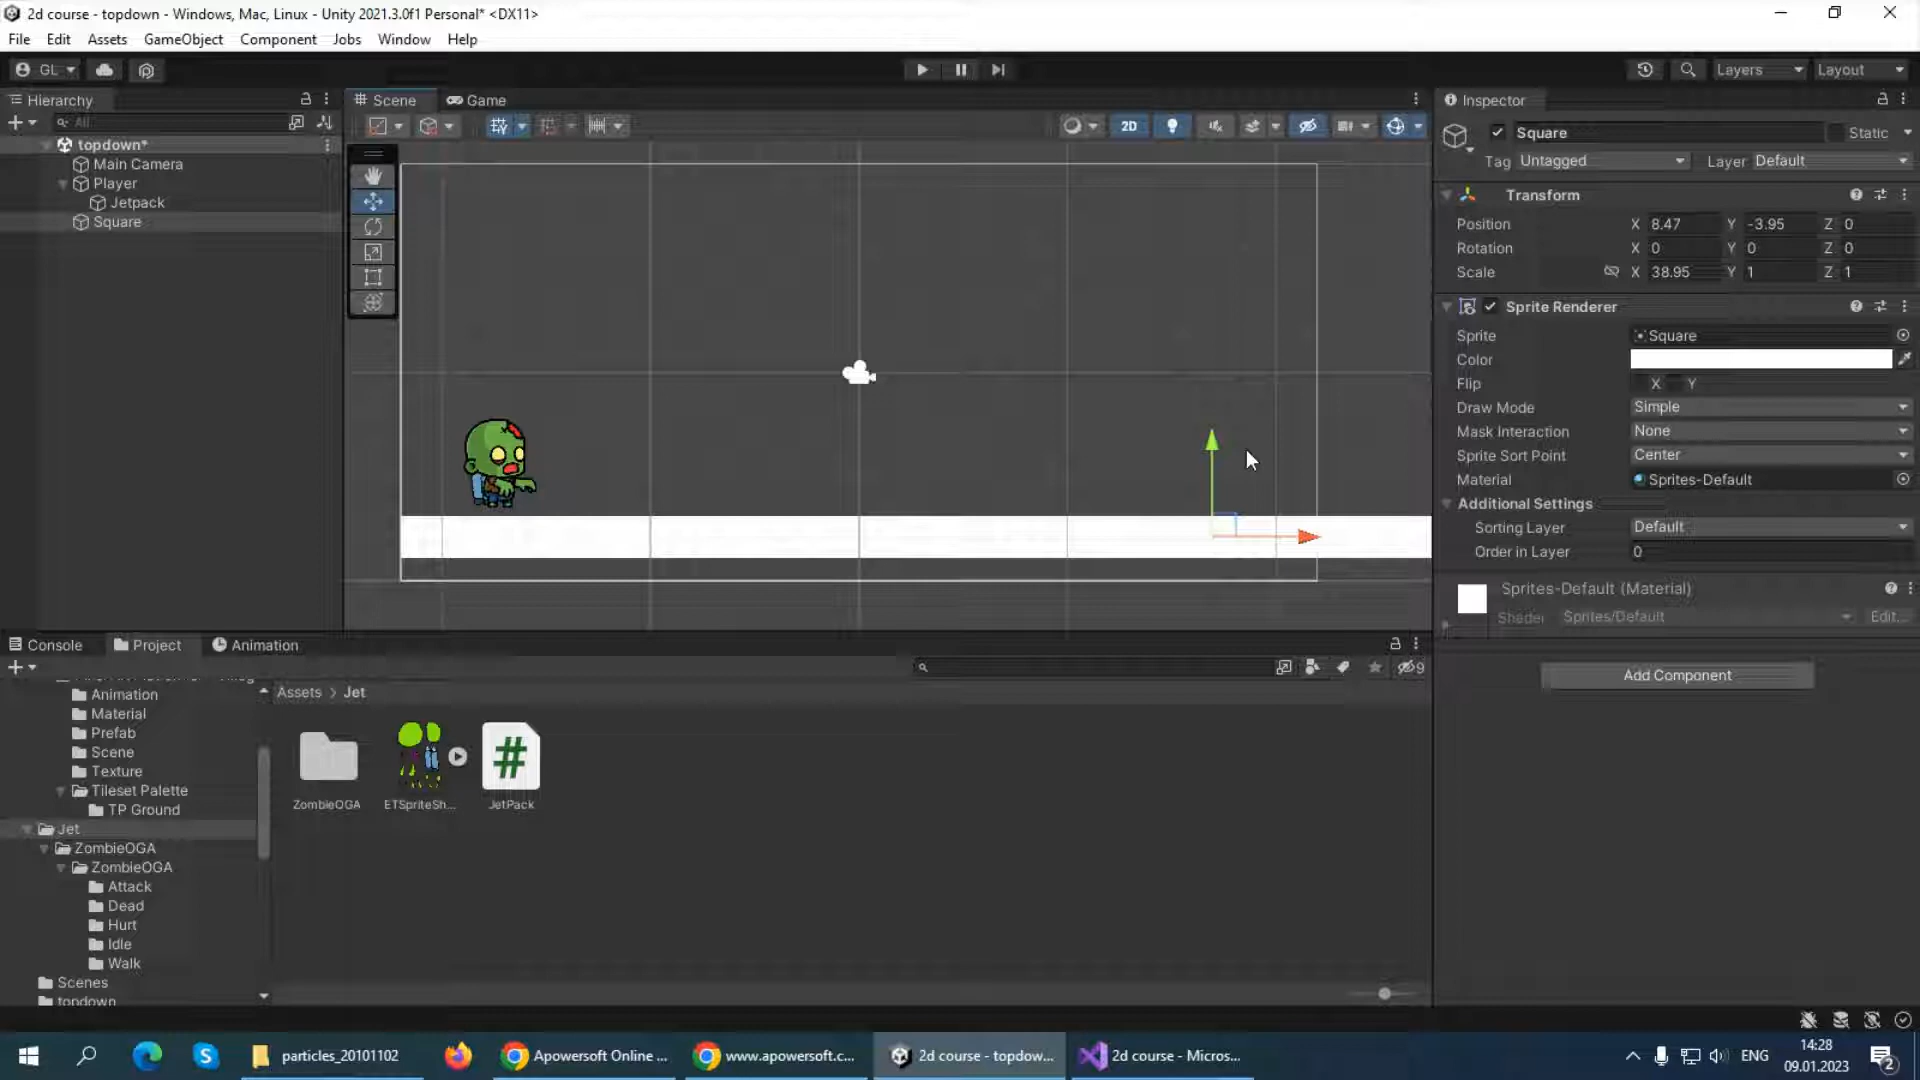 2d course - topdown - Windows, Mac, Linux - Unity 2021.3.0f1 Personal* <DX11>
File Edit Assets GameObject Component Jobs Window Help
GL
Layers
Layout
Hierarchy
All
topdown*
Main Camera
Player
Jetpack
Square
Scene
Game
2D
Inspector
Square
Static
Tag Untagged
Layer Default
Transform
Position X 8.47 Y -3.95 Z 0
Rotation X 0 Y 0 Z 0
Scale X 38.95 Y 1 Z 1
Sprite Renderer
Sprite Square
Color
Flip X Y
Draw Mode Simple
Mask Interaction None
Sprite Sort Point Center
Material Sprites-Default
Additional Settings
Sorting Layer Default
Order in Layer 0
Sprites-Default (Material)
Shader Sprites/Default Edit...
Add Component
Console
Project
Animation
9
Animation
Material
Prefab
Scene
Texture
Tileset Palette
TP Ground
Jet
ZombieOGA
ZombieOGA
Attack
Dead
Hurt
Idle
Walk
Scenes
topdown
Assets > Jet
ZombieOGA
ETSpriteSh...
#
JetPack
particles_20101102
Apowersoft Online ...
www.apowersoft.c...
2d course - topdow...
2d course - Micros...
ENG
14:28
09.01.2023
2